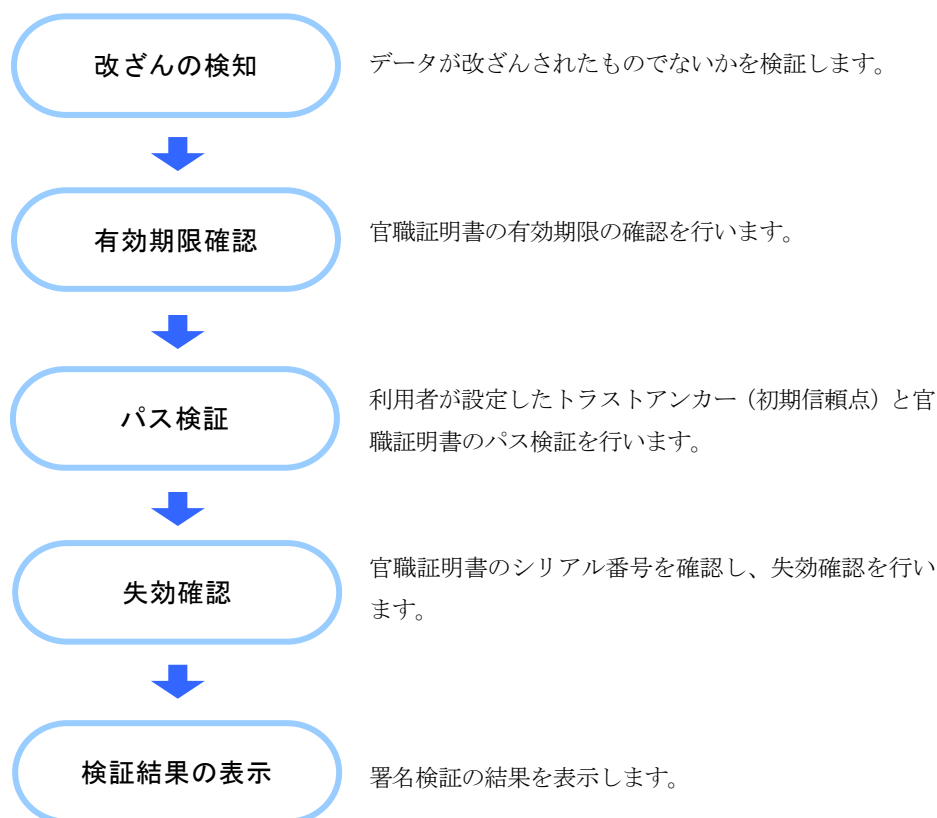 改ざんの検知
データが改ざんされたものでないかを検証します。
有効期限確認
官職証明書の有効期限の確認を行います。
パス検証
利用者が設定したトラストアンカー（初期信頼点）と官
職証明書のパス検証を行います。
失効確認
官職証明書のシリアル番号を確認し、失効確認を行い
ます。
検証結果の表示
署名検証の結果を表示します。